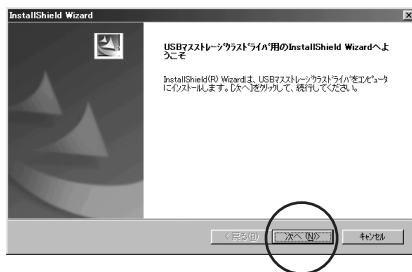 InstallShield Wizard
USBマスストレージクラスドライバ用のInstallShield Wizardへよ
うこそ
InstallShield(R) Wizardは、USBマスストレージクラスドライバをコンピュータ
にインストールします。[次へ]をクリックして、続行してください。
< 戻る(B)
次へ(N)>
キャンセル